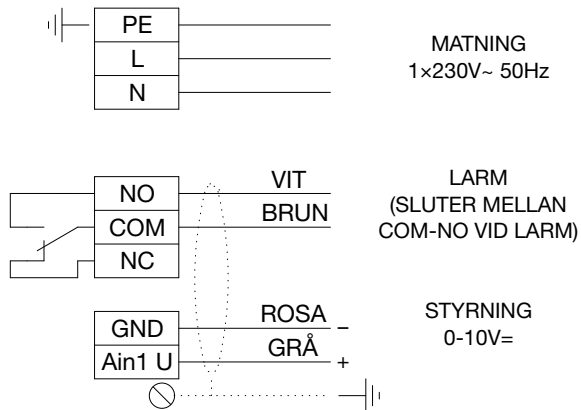 PE
L
N
MATNING
1×230V~ 50Hz
NO
COM
NC
VIT
BRUN
LARM
(SLUTER MELLAN
COM-NO VID LARM)
GND
Ain1 U
ROSA –
GRÅ +
STYRNING
0-10V=